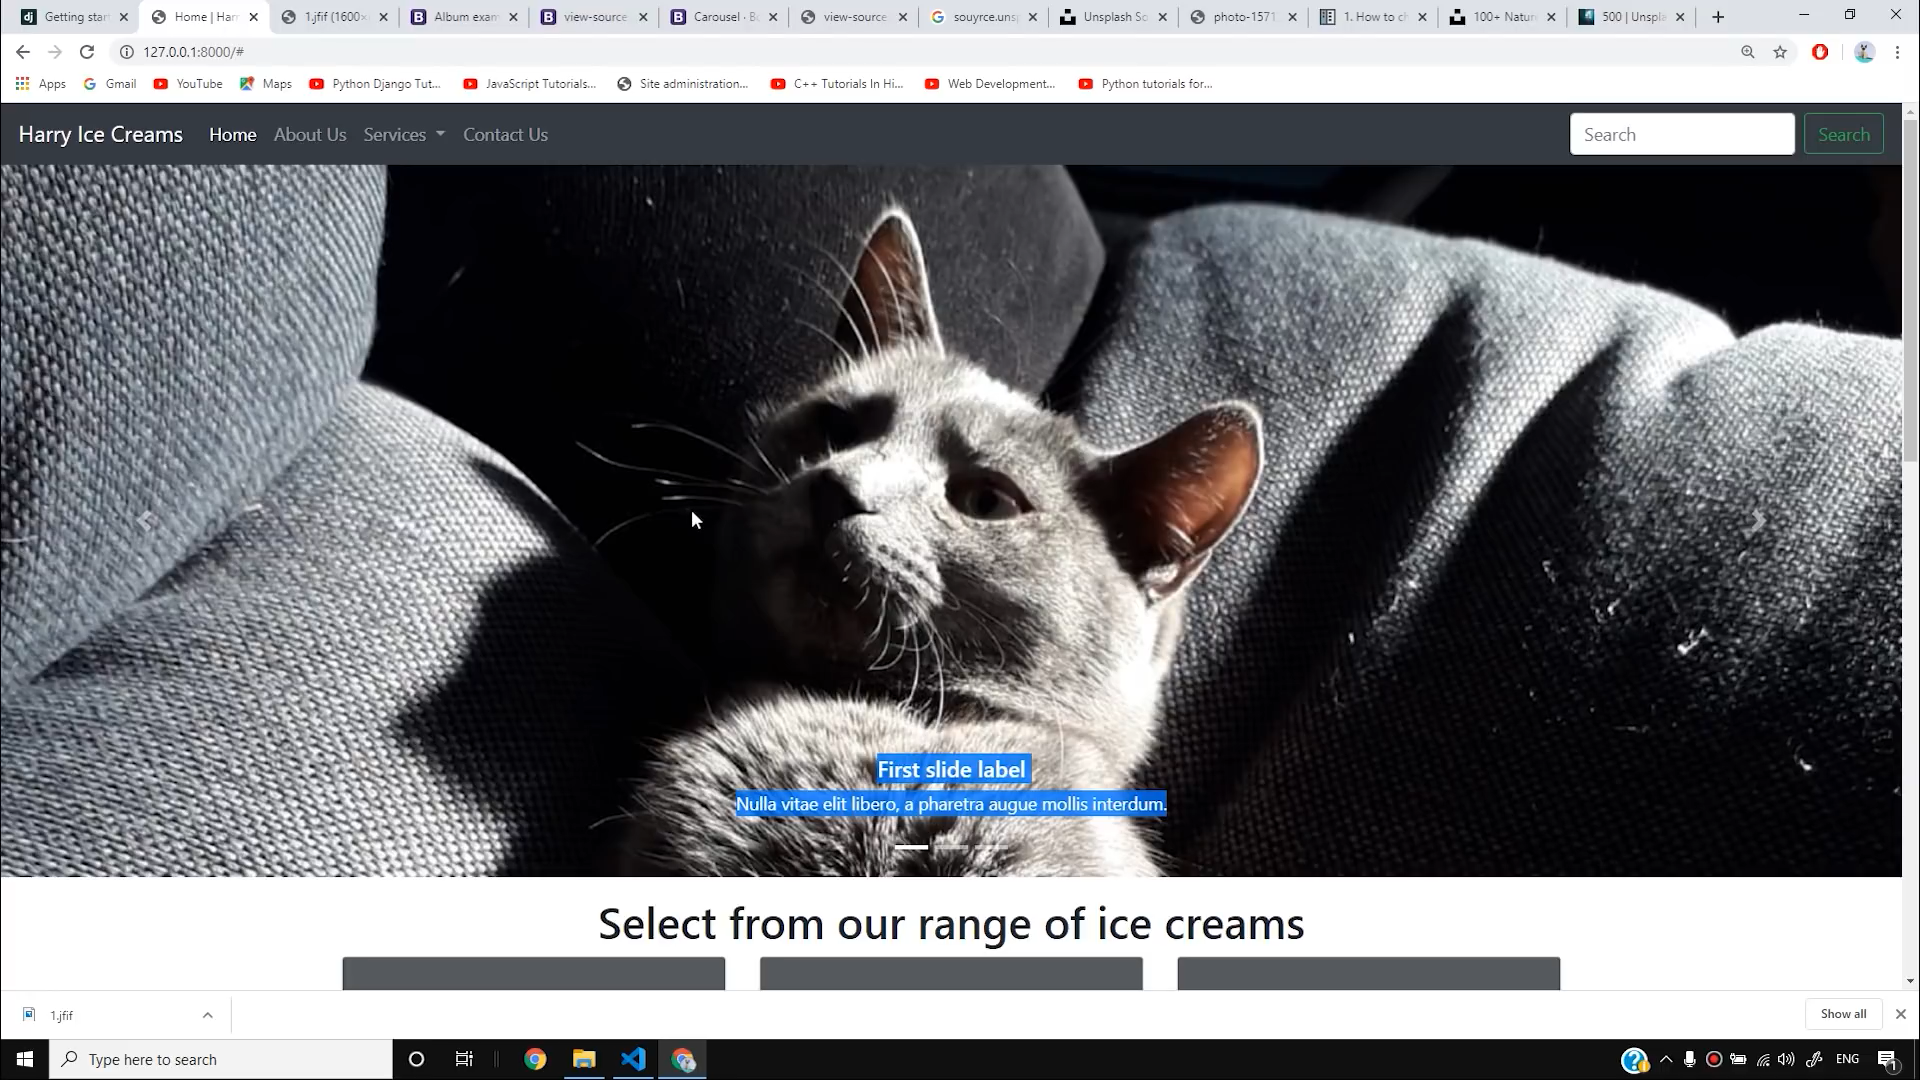 Getting start
Home | Harr
1.jfif (1600×
Album exam
view-source
Carousel · Bo
view-source
souyrce.uns
Unsplash So
photo-1571
1. How to ch
100+ Natur
500 | Unspla
127.0.0.1:8000/#
Apps
Gmail
YouTube
Maps
Python Django Tut...
JavaScript Tutorials...
Site administration...
C++ Tutorials In Hi...
Web Development...
Python tutorials for...
Harry Ice Creams
Home
About Us
Services
Contact Us
Search
Search
First slide label
Nulla vitae elit libero, a pharetra augue mollis interdum.
Select from our range of ice creams
1.jfif
Show all
Type here to search
ENG
1